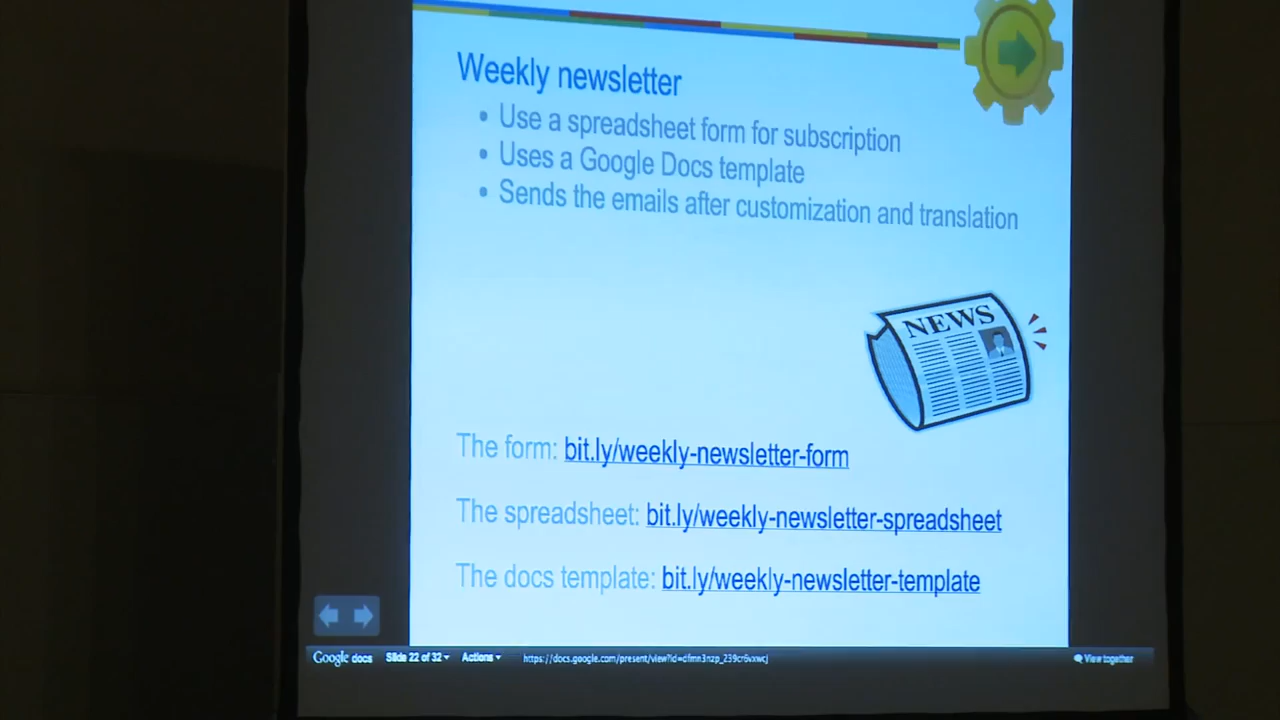 Weekly newsletter
• Use a spreadsheet form for subscription
• Uses a Google Docs template
• Sends the emails after customization and translation
NEWS
The form: bit.ly/weekly-newsletter-form
The spreadsheet: bit.ly/weekly-newsletter-spreadsheet
The docs template: bit.ly/weekly-newsletter-template
Google docs Slide 22 of 32 Actions https://docs.google.com/present/view?id=dfmn3nzp_239cr6vxwcj View together